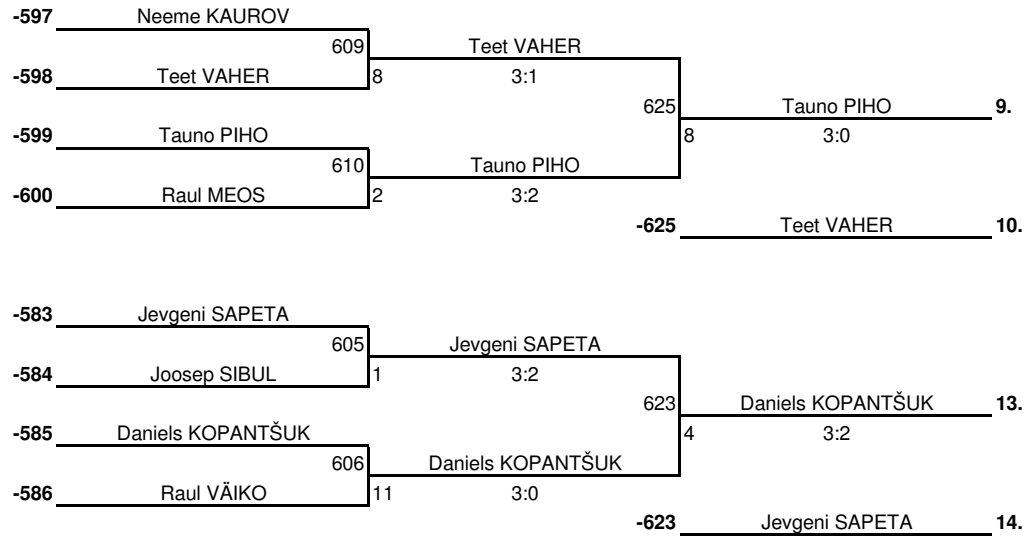 -597 Neeme KAUROV
609 Teet VAHER
-598 Teet VAHER 8 3:1
625 Tauno PIHO 9.
-599 Tauno PIHO 8 3:0
610 Tauno PIHO
-600 Raul MEOS 2 3:2
-625 Teet VAHER 10.
-583 Jevgeni SAPETA
605 Jevgeni SAPETA
-584 Joosep SIBUL 1 3:2
623 Daniels KOPANTŠUK 13.
-585 Daniels KOPANTŠUK 4 3:2
606 Daniels KOPANTŠUK
-586 Raul VÄIKO 11 3:0
-623 Jevgeni SAPETA 14.